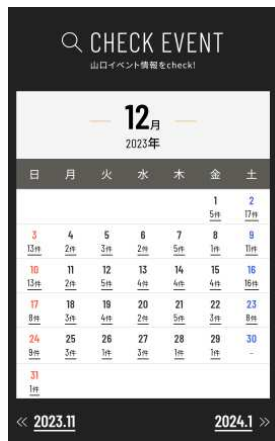 CHECK EVENT
山口イベント情報をcheck!
12月
2023年
日 月 火 水 木 金 土
1 2
5件 17件
3 4 5 6 7 8 9
13件 2件 3件 2件 5件 1件 11件
10 11 12 13 14 15 16
13件 2件 5件 4件 4件 4件 16件
17 18 19 20 21 22 23
8件 3件 4件 2件 5件 3件 8件
24 25 26 27 28 29 30
9件 3件 1件 3件 1件 1件 –
31
1件
« 2023.11 2024.1 »